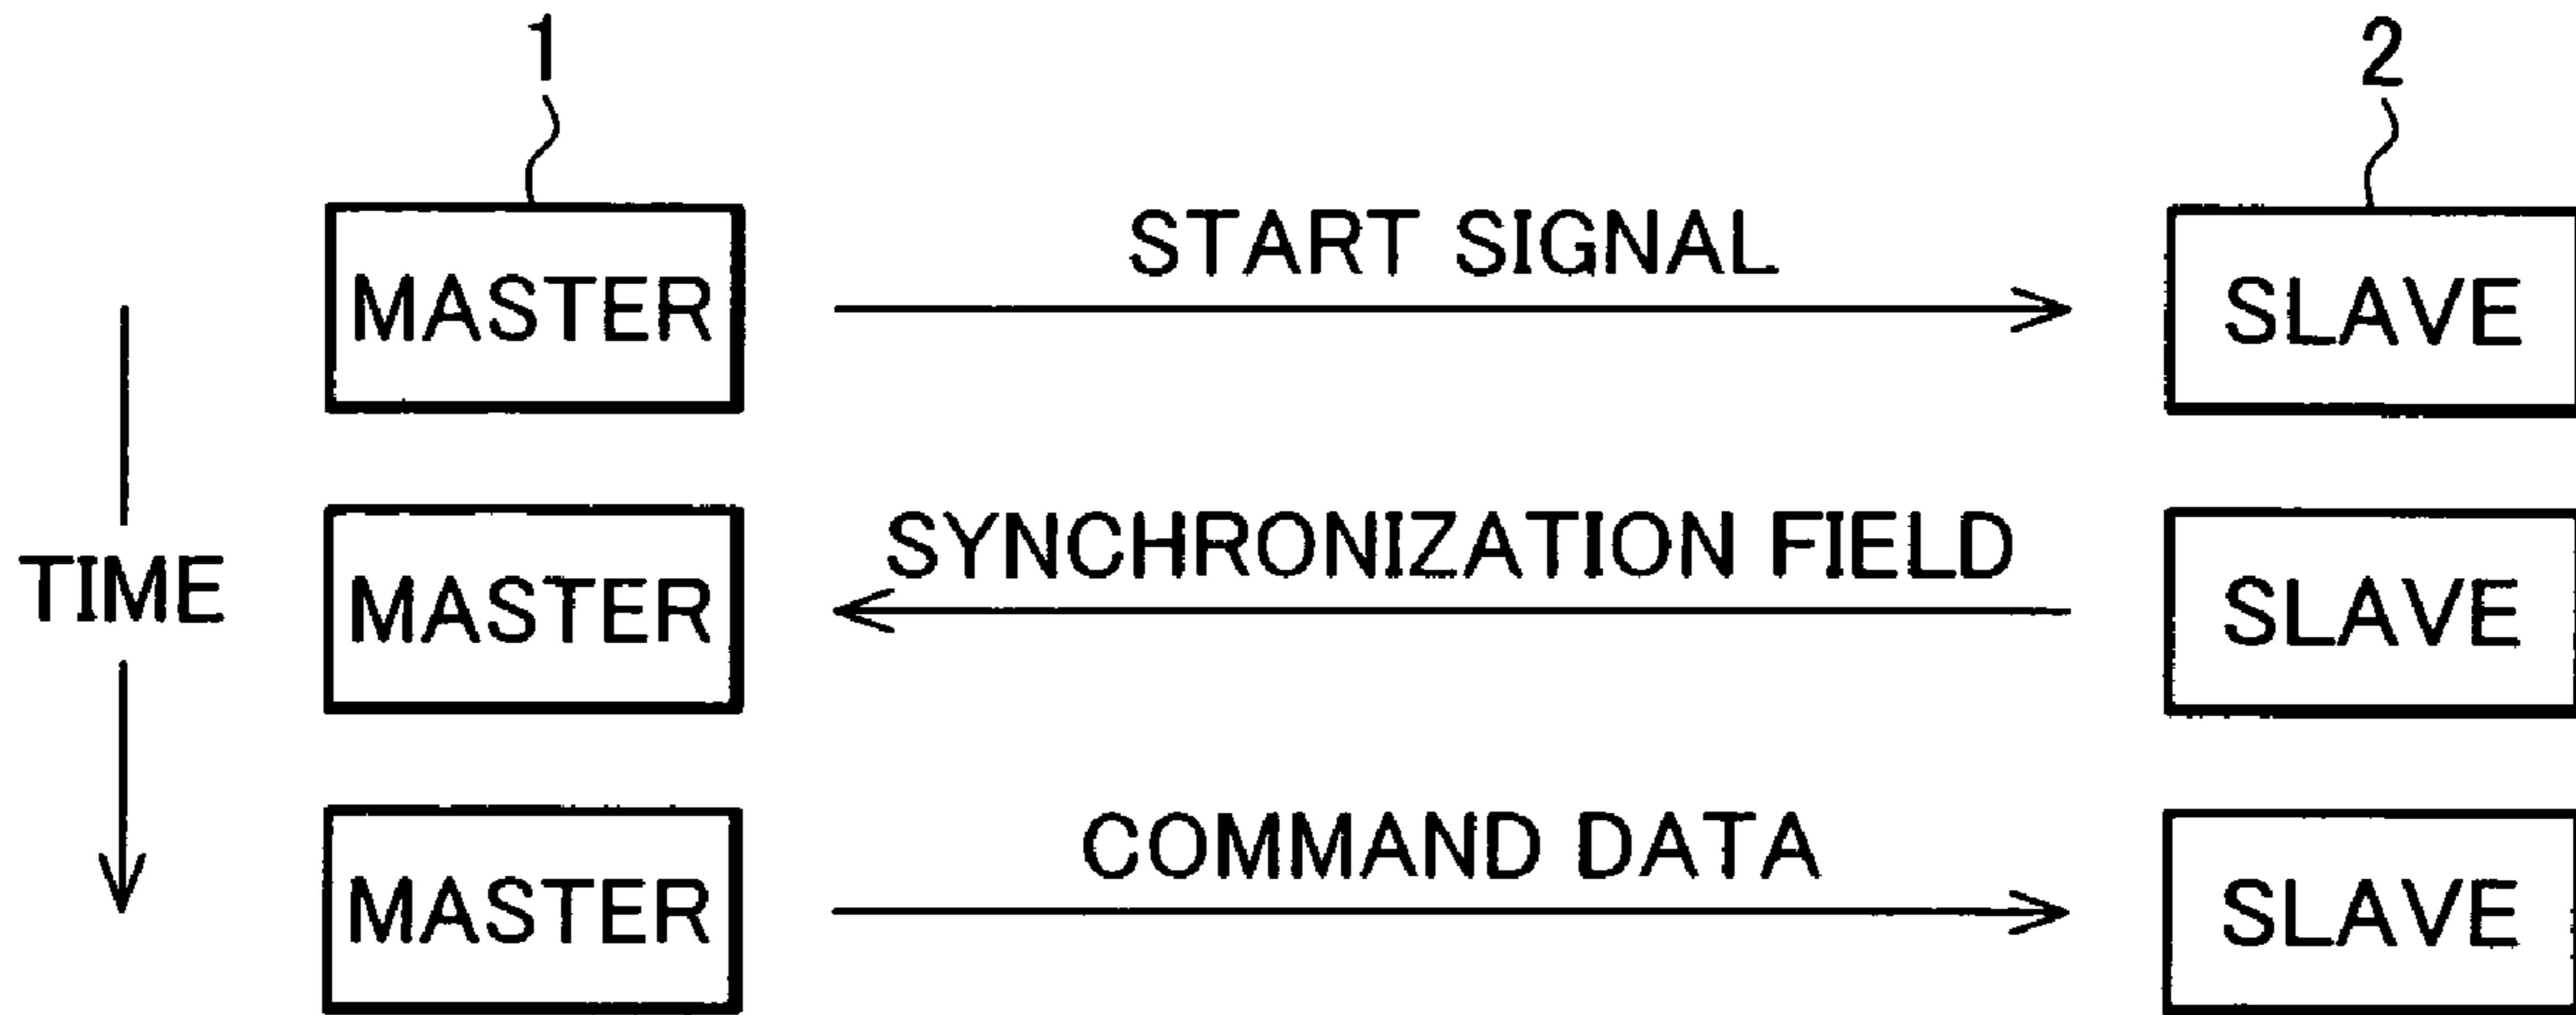 1
2
START SIGNAL
MASTER
SLAVE
SYNCHRONIZATION FIELD
TIME
MASTER
SLAVE
COMMAND DATA
MASTER
SLAVE